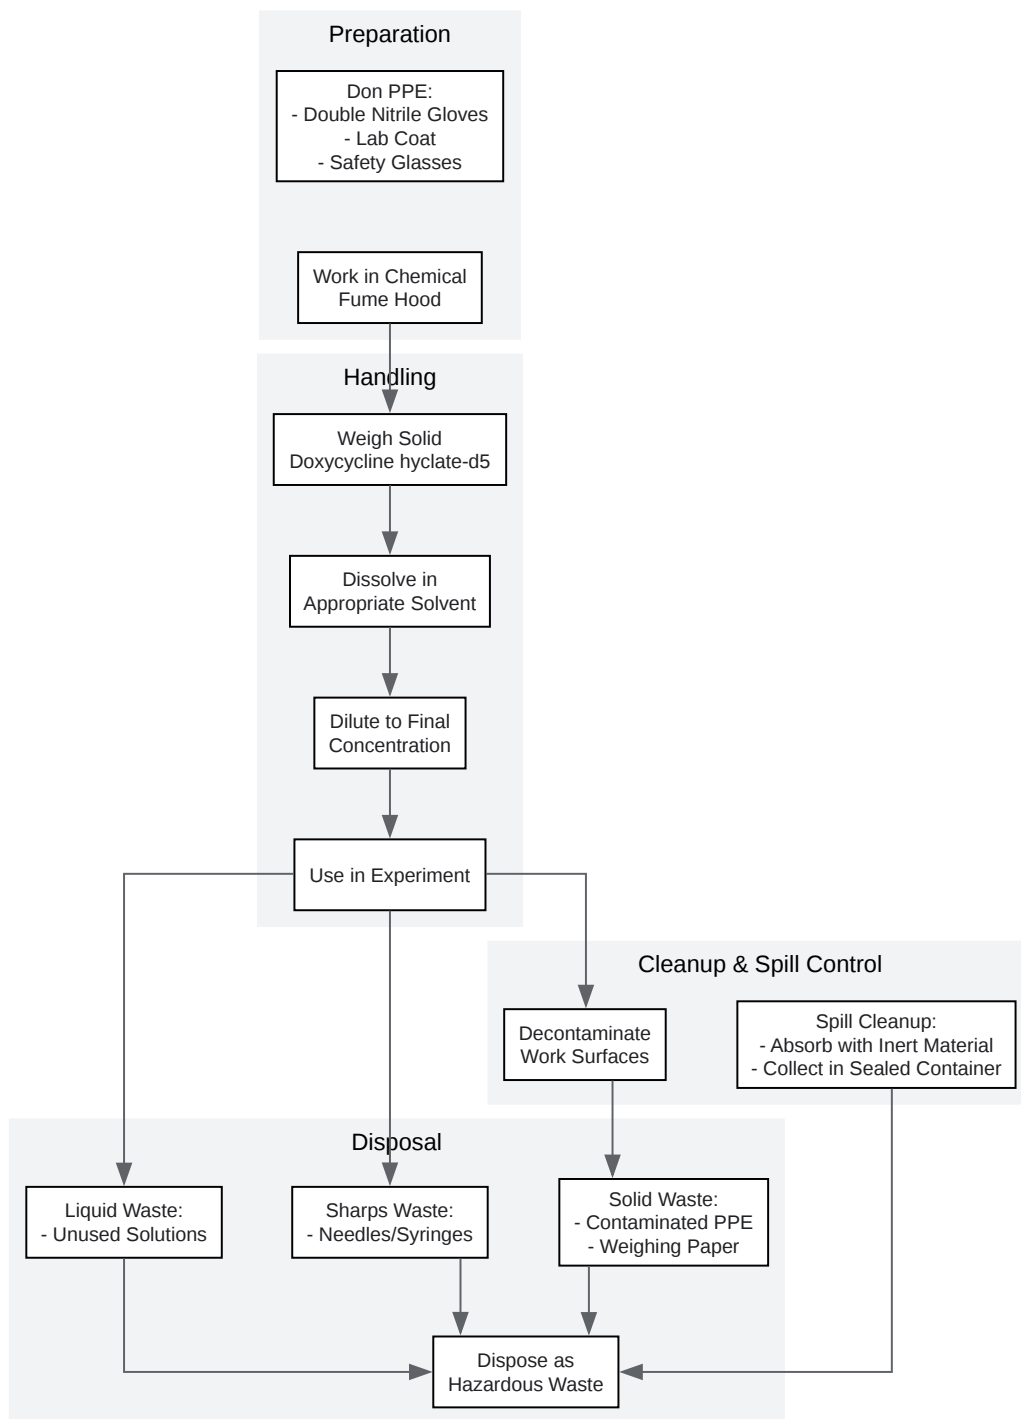 Preparation
Don PPE:
- Double Nitrile Gloves
- Lab Coat
- Safety Glasses
Work in Chemical
Fume Hood
Handling
Weigh Solid
Doxycycline hyclate-d5
Dissolve in
Appropriate Solvent
Dilute to Final
Concentration
Use in Experiment
Cleanup & Spill Control
Decontaminate
Work Surfaces
Spill Cleanup:
- Absorb with Inert Material
- Collect in Sealed Container
Disposal
Liquid Waste:
- Unused Solutions
Sharps Waste:
- Needles/Syringes
Solid Waste:
- Contaminated PPE
- Weighing Paper
Dispose as
Hazardous Waste